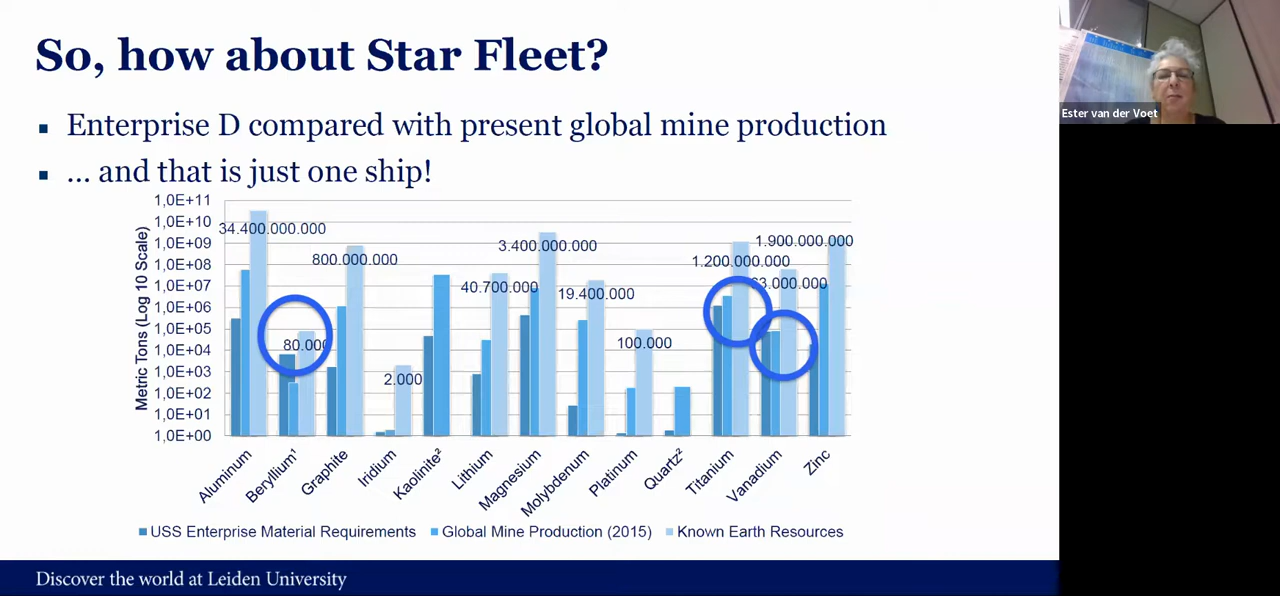 So, how about Star Fleet?
Enterprise D compared with present global mine production
... and that is just one ship!
Ester van der Voet
Metric Tons (Log 10 Scale)
1,0E+11
1,0E+10
1,0E+09
1,0E+08
1,0E+07
1,0E+06
1,0E+05
1,0E+04
1,0E+03
1,0E+02
1,0E+01
1,0E+00
34.400.000.000
80.000
800.000.000
2.000
40.700.000
3.400.000.000
19.400.000
100.000
1.200.000.000
63.000.000
1.900.000.000
Aluminum
Beryllium¹
Graphite
Iridium
Kaolinite²
Lithium
Magnesium
Molybdenum
Platinum
Quartz²
Titanium
Vanadium
Zinc
USS Enterprise Material Requirements
Global Mine Production (2015)
Known Earth Resources
Discover the world at Leiden University